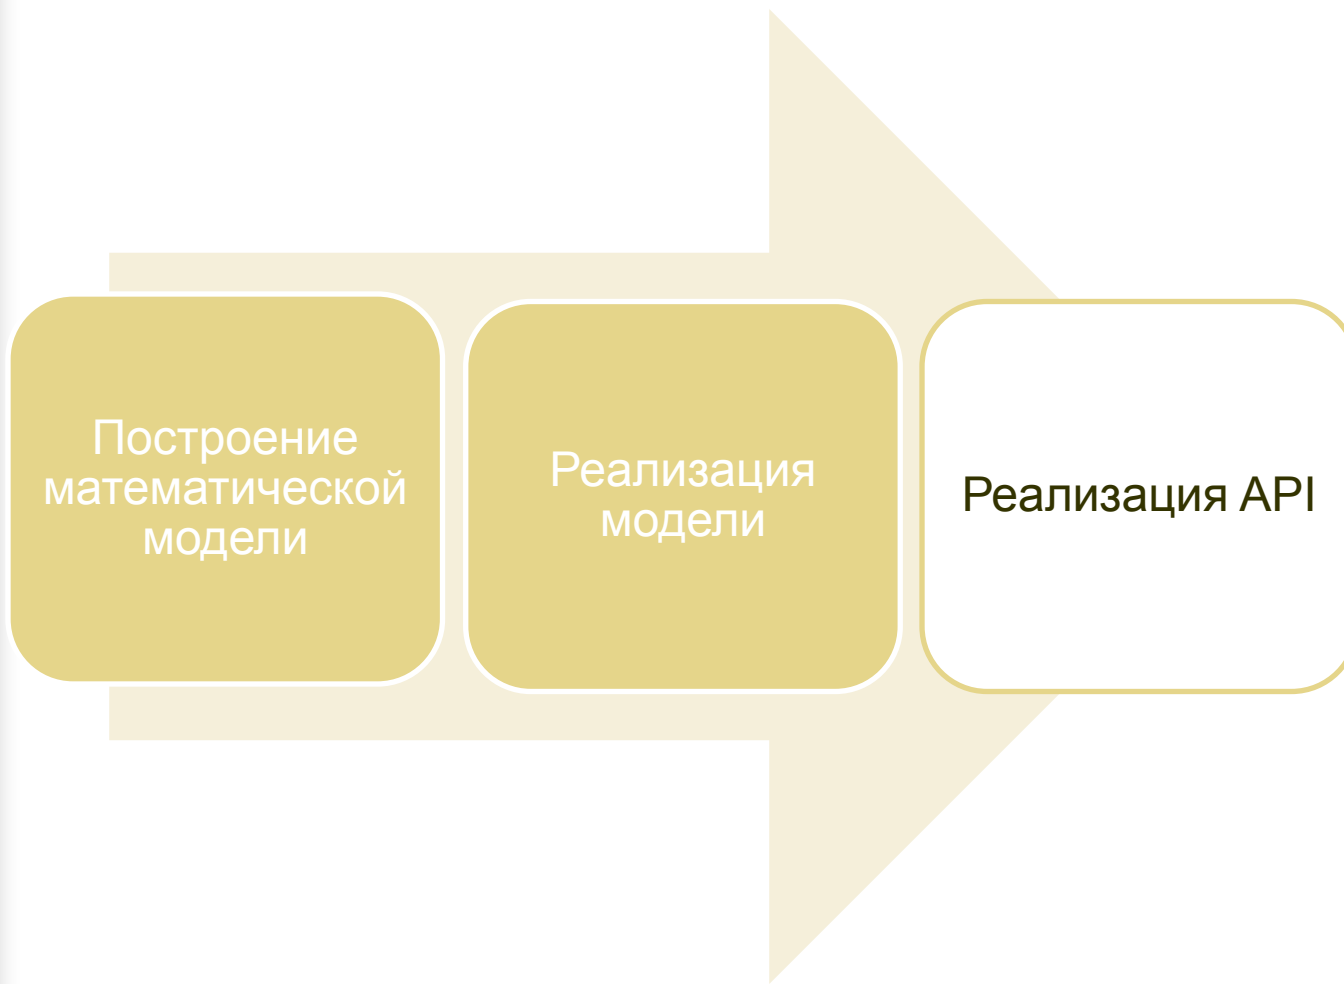 Построение
математической
модели
Реализация
модели
Реализация API